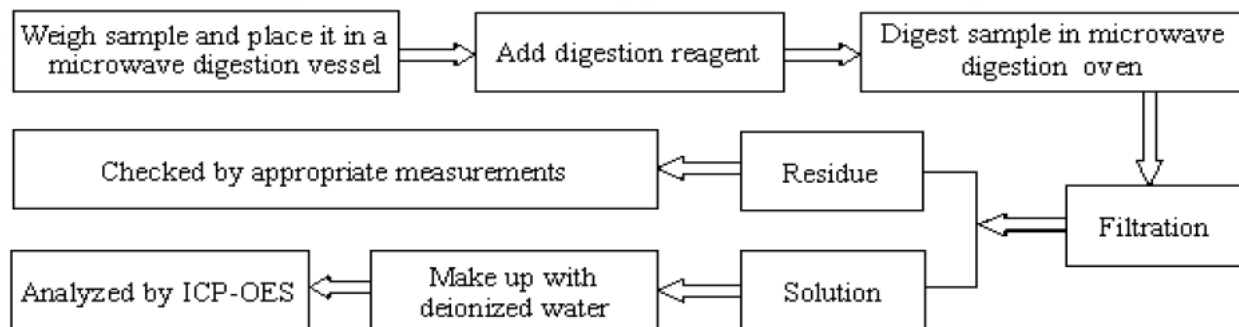 Weigh sample and place it in a
microwave digestion vessel
Add digestion reagent
Digest sample in microwave
digestion oven
Checked by appropriate measurements
Residue
Filtration
Analyzed by ICP-OES
Make up with
deionized water
Solution